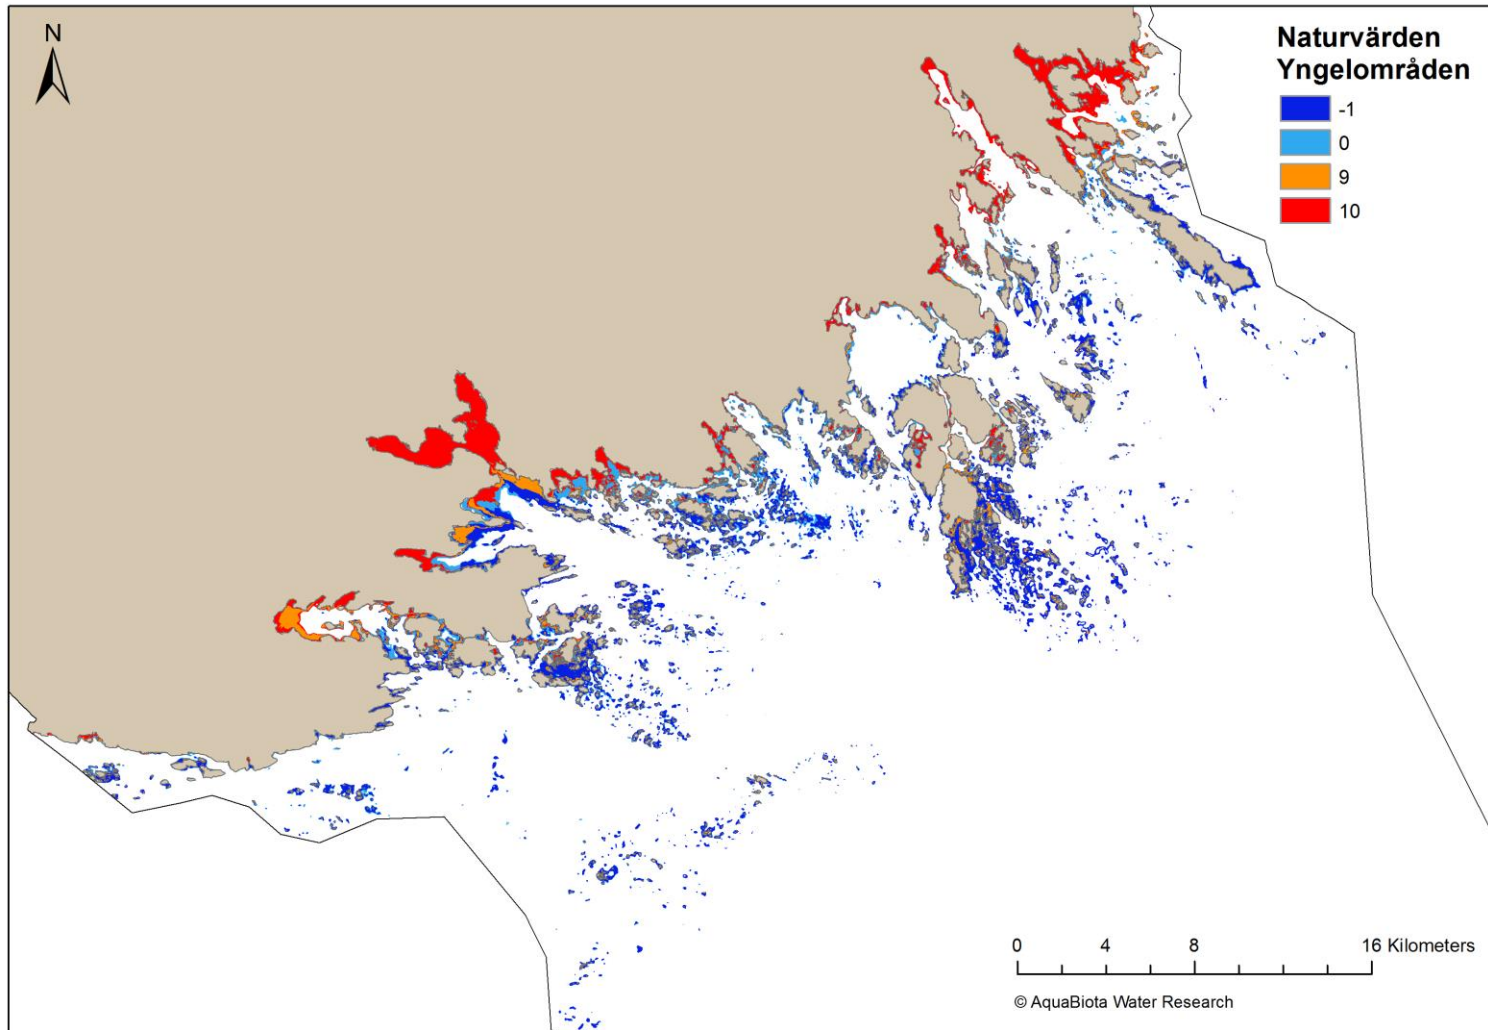 N
Naturvärden
Yngelområden
-1
0
9
10
0 4 8 16 Kilometers
© AquaBiota Water Research